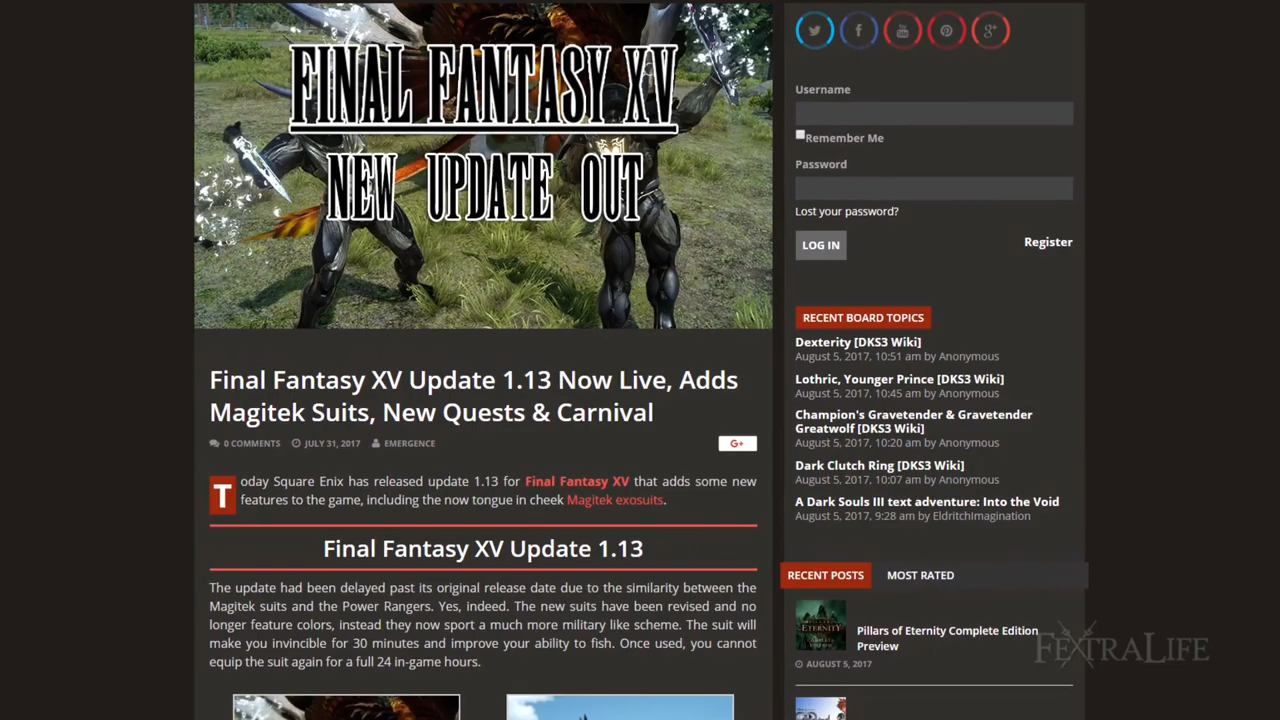 FINAL FANTASY XV
NEW UPDATE OUT
Final Fantasy XV Update 1.13 Now Live, Adds
Magitek Suits, New Quests & Carnival
0 COMMENTS JULY 31, 2017 EMERGENCE
G+
Today Square Enix has released update 1.13 for Final Fantasy XV that adds some new
features to the game, including the now tongue in cheek Magitek exosuits.
Final Fantasy XV Update 1.13
The update had been delayed past its original release date due to the similarity between the
Magitek suits and the Power Rangers. Yes, indeed. The new suits have been revised and no
longer feature colors, instead they now sport a much more military like scheme. The suit will
make you invincible for 30 minutes and improve your ability to fish. Once used, you cannot
equip the suit again for a full 24 in-game hours.
Username
Remember Me
Password
Lost your password?
LOG IN
Register
RECENT BOARD TOPICS
Dexterity [DKS3 Wiki]
August 5, 2017, 10:51 am by Anonymous
Lothric, Younger Prince [DKS3 Wiki]
August 5, 2017, 10:45 am by Anonymous
Champion's Gravetender & Gravetender
Greatwolf [DKS3 Wiki]
August 5, 2017, 10:20 am by Anonymous
Dark Clutch Ring [DKS3 Wiki]
August 5, 2017, 10:07 am by Anonymous
A Dark Souls III text adventure: Into the Void
August 5, 2017, 9:28 am by EldritchImagination
RECENT POSTS MOST RATED
ETERNITY
Pillars of Eternity Complete Edition
Preview
AUGUST 5, 2017
FEXTRALIFE